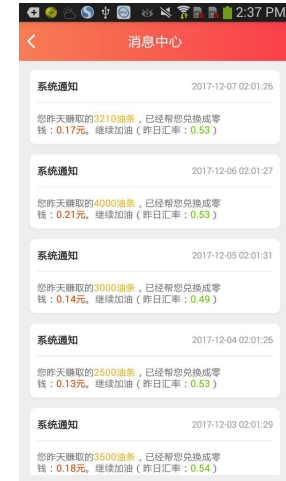 2:37 PM
消息中心
系统通知 2017-12-07 02:01:26
您昨天赚取的3210油条，已经帮您兑换成零
钱：0.17元。继续加油（昨日汇率：0.53）
系统通知 2017-12-06 02:01:27
您昨天赚取的4000油条，已经帮您兑换成零
钱：0.21元。继续加油（昨日汇率：0.53）
系统通知 2017-12-05 02:01:31
您昨天赚取的3000油条，已经帮您兑换成零
钱：0.14元。继续加油（昨日汇率：0.49）
系统通知 2017-12-04 02:01:26
您昨天赚取的2500油条，已经帮您兑换成零
钱：0.13元。继续加油（昨日汇率：0.53）
系统通知 2017-12-03 02:01:29
您昨天赚取的3500油条，已经帮您兑换成零
钱：0.18元。继续加油（昨日汇率：0.54）